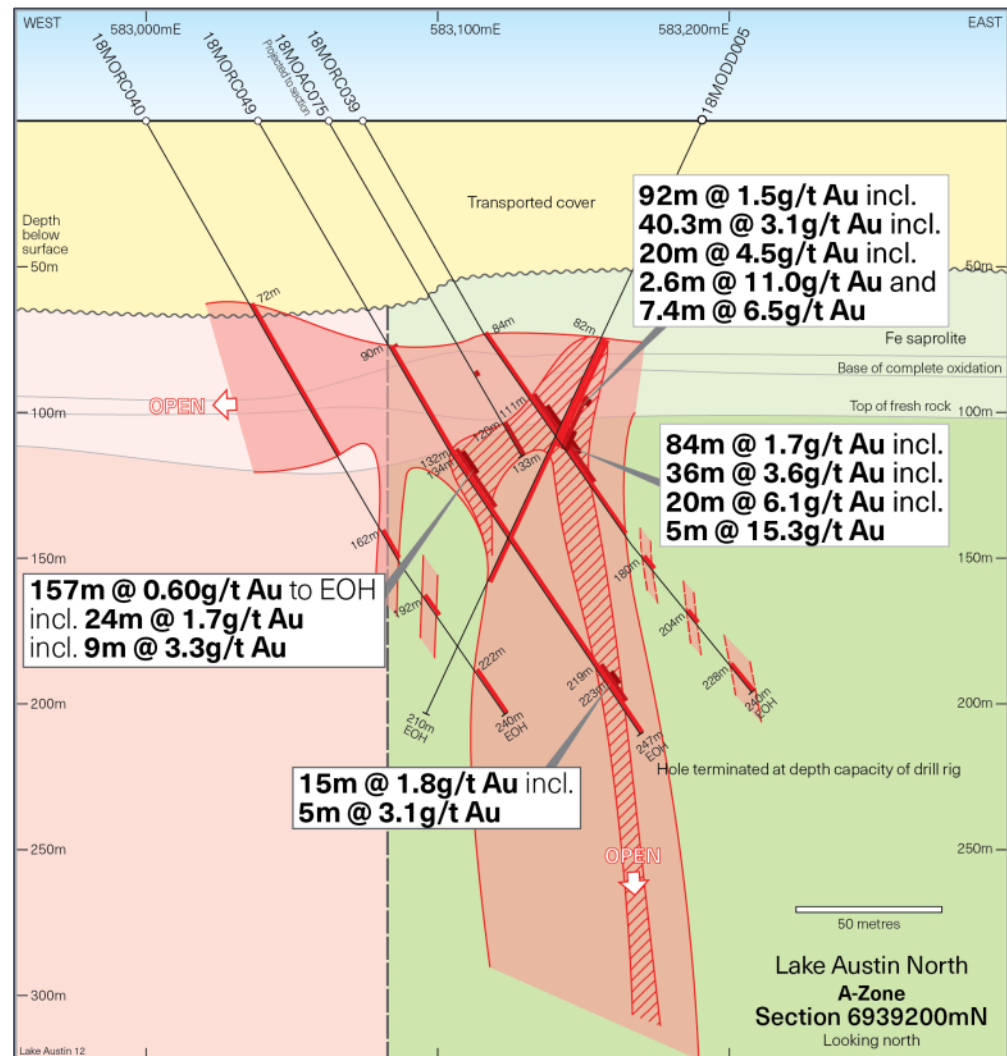 WEST
583,000mE
583,100mE
583,200mE
EAST
18MORC040
18MORC049
18MOAC075
Projected to section
18MORC039
18MODD005
Transported cover
Depth
below
surface
50m
50m
92m @ 1.5g/t Au incl.
40.3m @ 3.1g/t Au incl.
20m @ 4.5g/t Au incl.
2.6m @ 11.0g/t Au and
7.4m @ 6.5g/t Au
72m
84m
82m
90m
Fe saprolite
Base of complete oxidation
100m
OPEN
111m
120m
Top of fresh rock
100m
132m
134m
133m
84m @ 1.7g/t Au incl.
36m @ 3.6g/t Au incl.
20m @ 6.1g/t Au incl.
5m @ 15.3g/t Au
150m
162m
180m
150m
157m @ 0.60g/t Au to EOH
incl. 24m @ 1.7g/t Au
incl. 9m @ 3.3g/t Au
192m
204m
200m
222m
219m
223m
228m
200m
210m
EOH
240m
EOH
247m
EOH
240m
EOH
Hole terminated at depth capacity of drill rig
15m @ 1.8g/t Au incl.
5m @ 3.1g/t Au
250m
OPEN
250m
50 metres
Lake Austin North
A-Zone
Section 6939200mN
Looking north
300m
Lake Austin 12